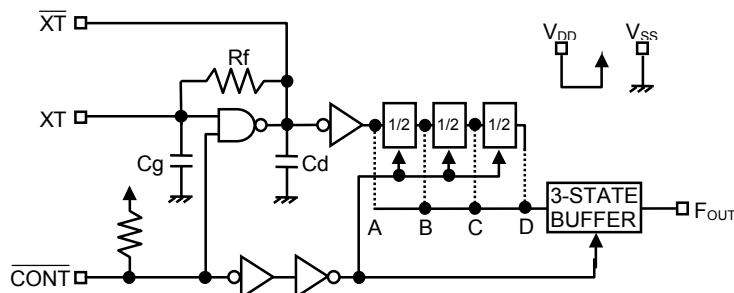 XT
V_DD
V_SS
Rf
XT
1/2
1/2
1/2
Cg
Cd
A
B
C
D
3-STATE
BUFFER
F_OUT
CONT